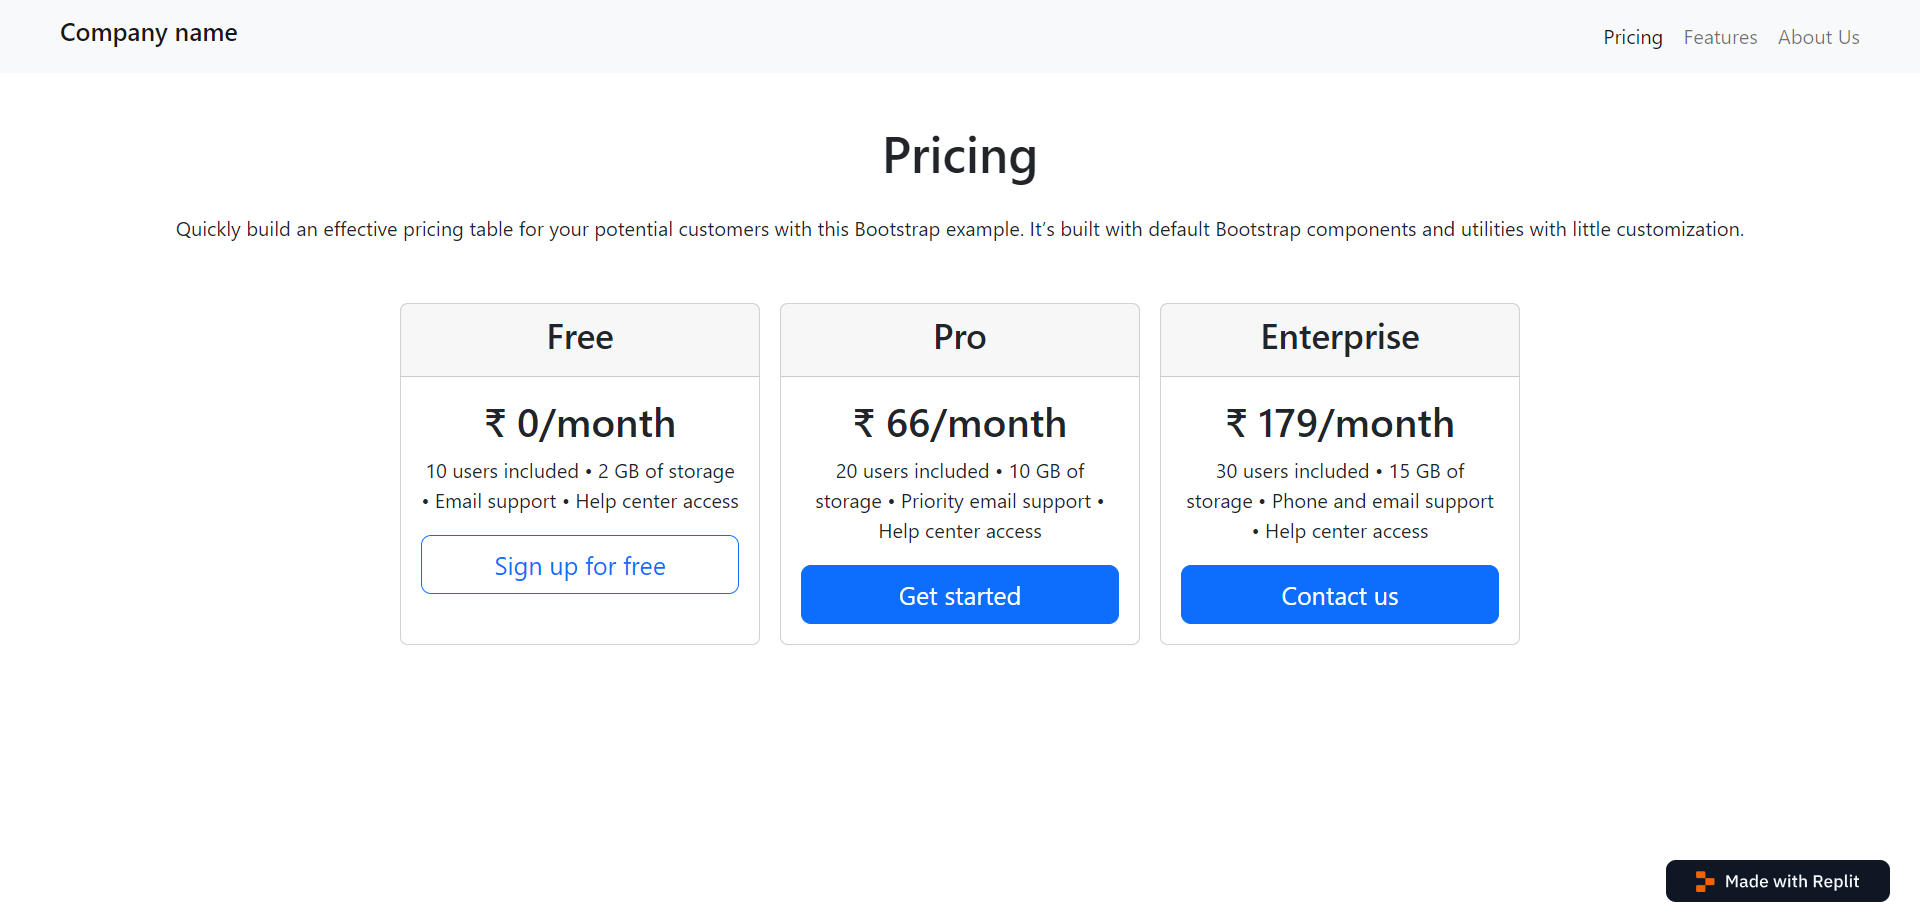 Company name
Pricing Features About Us
Pricing
Quickly build an effective pricing table for your potential customers with this Bootstrap example. It’s built with default Bootstrap components and utilities with little customization.
Free
₹ 0/month
10 users included • 2 GB of storage
• Email support • Help center access
Sign up for free
Pro
₹ 66/month
20 users included • 10 GB of
storage • Priority email support •
Help center access
Get started
Enterprise
₹ 179/month
30 users included • 15 GB of
storage • Phone and email support
• Help center access
Contact us
Made with Replit